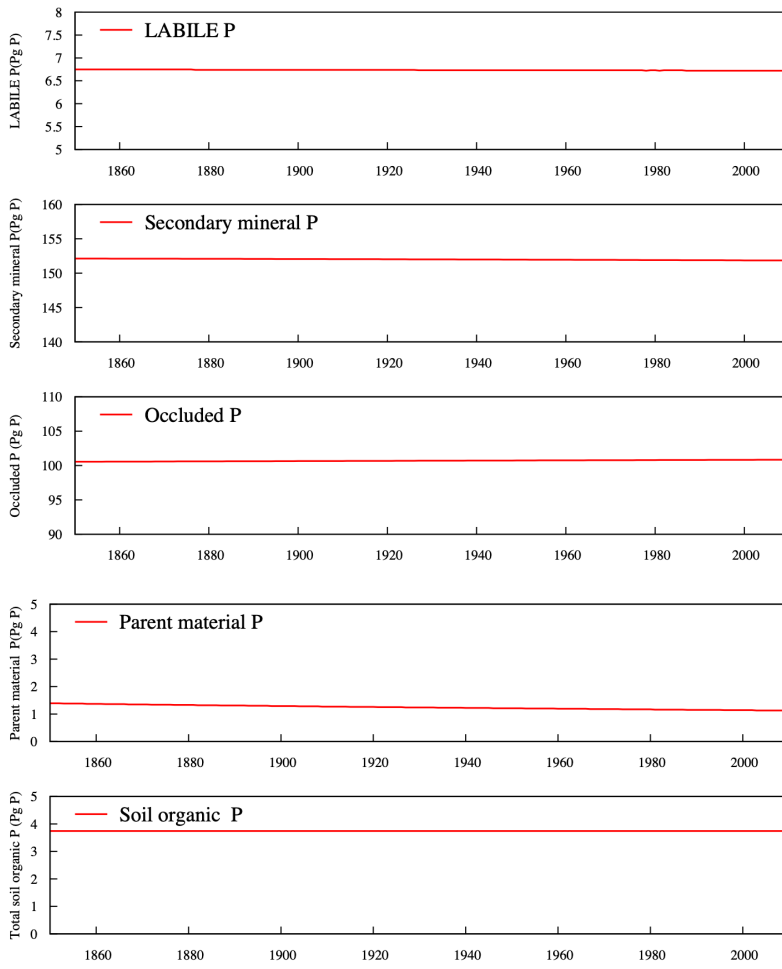 8
7.5
7
6.5
6
5.5
5
LABILE P(Pg P)
LABILE P
1860 1880 1900 1920 1940 1960 1980 2000
160
155
150
145
140
Secondary mineral P(Pg P)
Secondary mineral P
1860 1880 1900 1920 1940 1960 1980 2000
110
105
100
95
90
Occluded P (Pg P)
Occluded P
1860 1880 1900 1920 1940 1960 1980 2000
5
4
3
2
1
0
Parent material P(Pg P)
Parent material P
1860 1880 1900 1920 1940 1960 1980 2000
5
4
3
2
1
0
Total soil organic P (Pg P)
Soil organic P
1860 1880 1900 1920 1940 1960 1980 2000